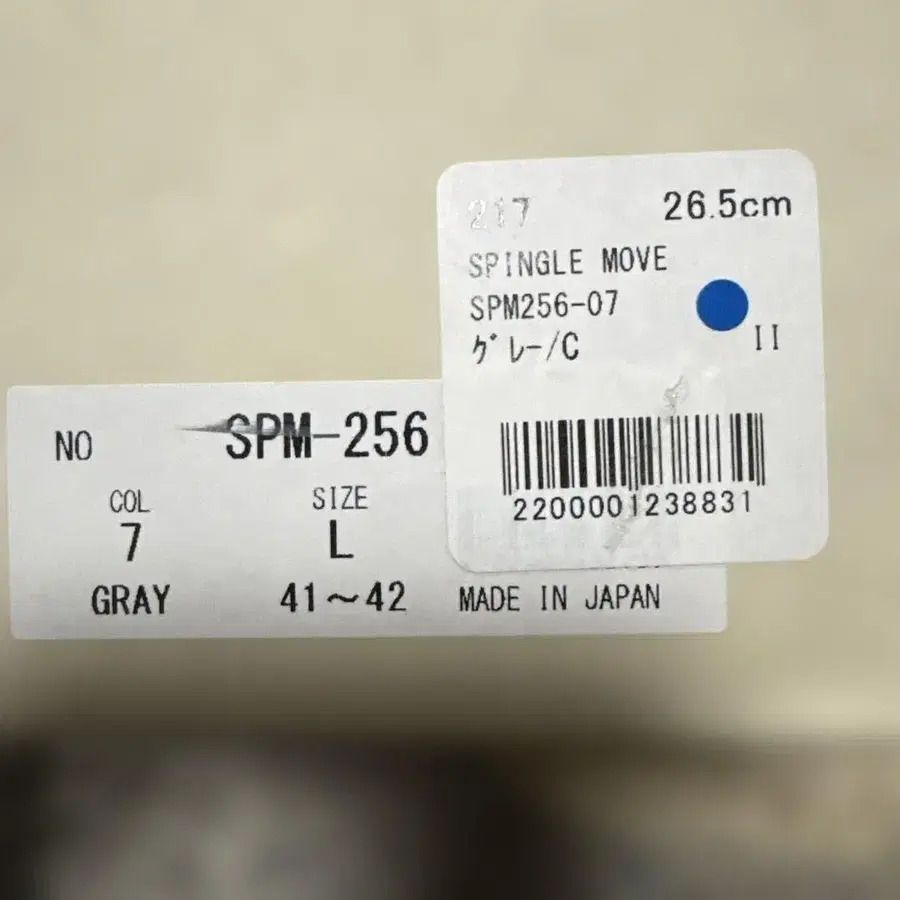 217 26.5cm
SPINGLE MOVE
SPM256-07
グレー/C
II
2200001238831
NO SPM-256
COL SIZE
7 L
GRAY 41～42 MADE IN JAPAN